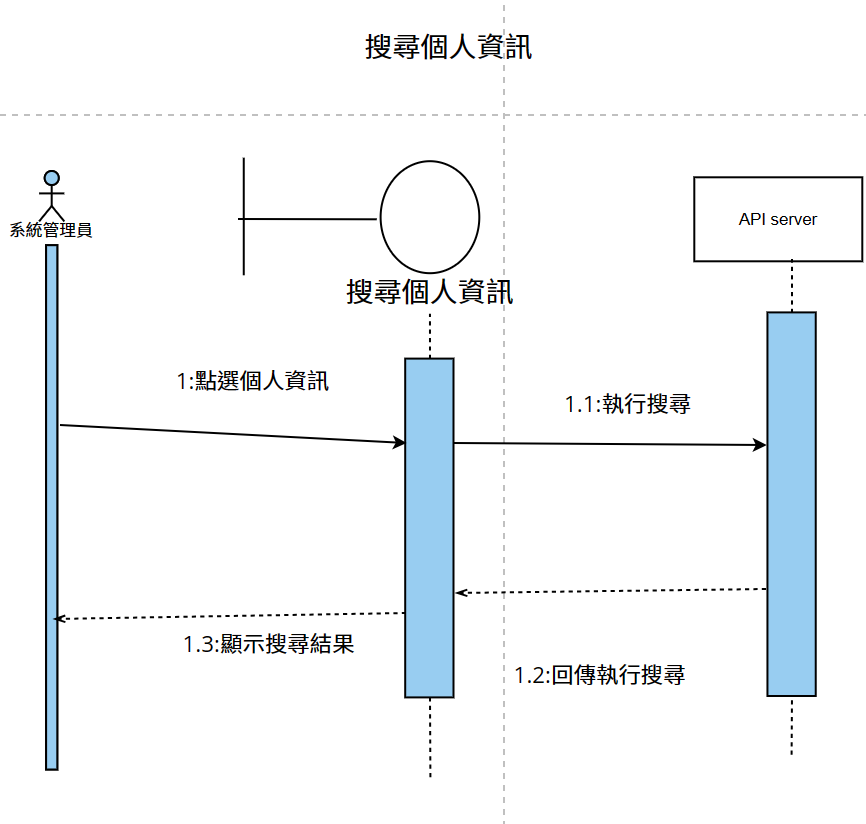 搜尋個人資訊
系統管理員
搜尋個人資訊
API server
1:點選個人資訊
1.1:執行搜尋
1.3:顯示搜尋結果
1.2:回傳執行搜尋